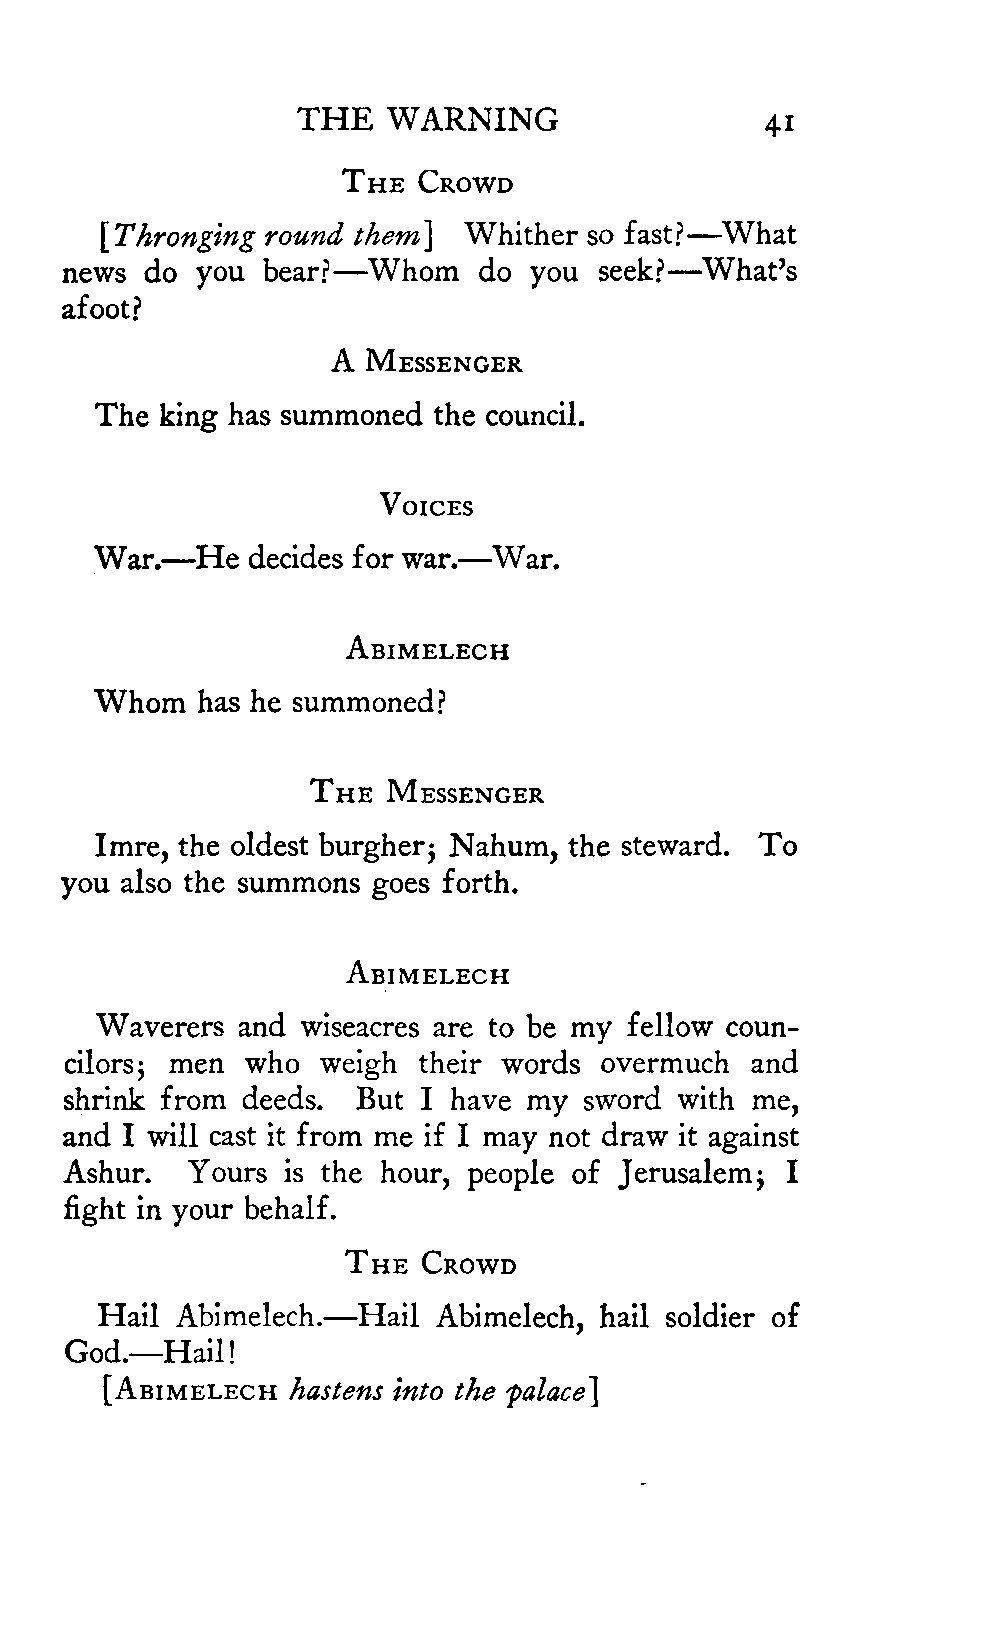 THE WARNING 41
THE CROWD
[Thronging round them] Whither so fast?—What
news do you bear?—Whom do you seek?—What's
afoot?
A MESSENGER
The king has summoned the council.
VOICES
War.—He decides for war.—War.
ABIMELECH
Whom has he summoned?
THE MESSENGER
Imre, the oldest burgher; Nahum, the steward. To
you also the summons goes forth.
ABIMELECH
Waverers and wiseacres are to be my fellow coun-
cilors; men who weigh their words overmuch and
shrink from deeds. But I have my sword with me,
and I will cast it from me if I may not draw it against
Ashur. Yours is the hour, people of Jerusalem; I
fight in your behalf.
THE CROWD
Hail Abimelech.—Hail Abimelech, hail soldier of
God.—Hail!
[ABIMELECH hastens into the palace]